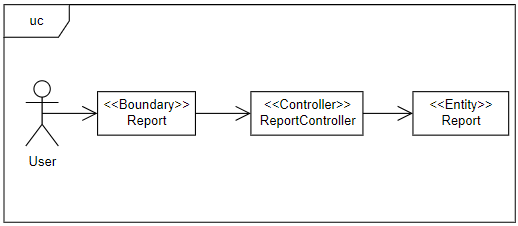 uc
<<Boundary>>
Report
<<Controller>>
ReportController
<<Entity>>
Report
User